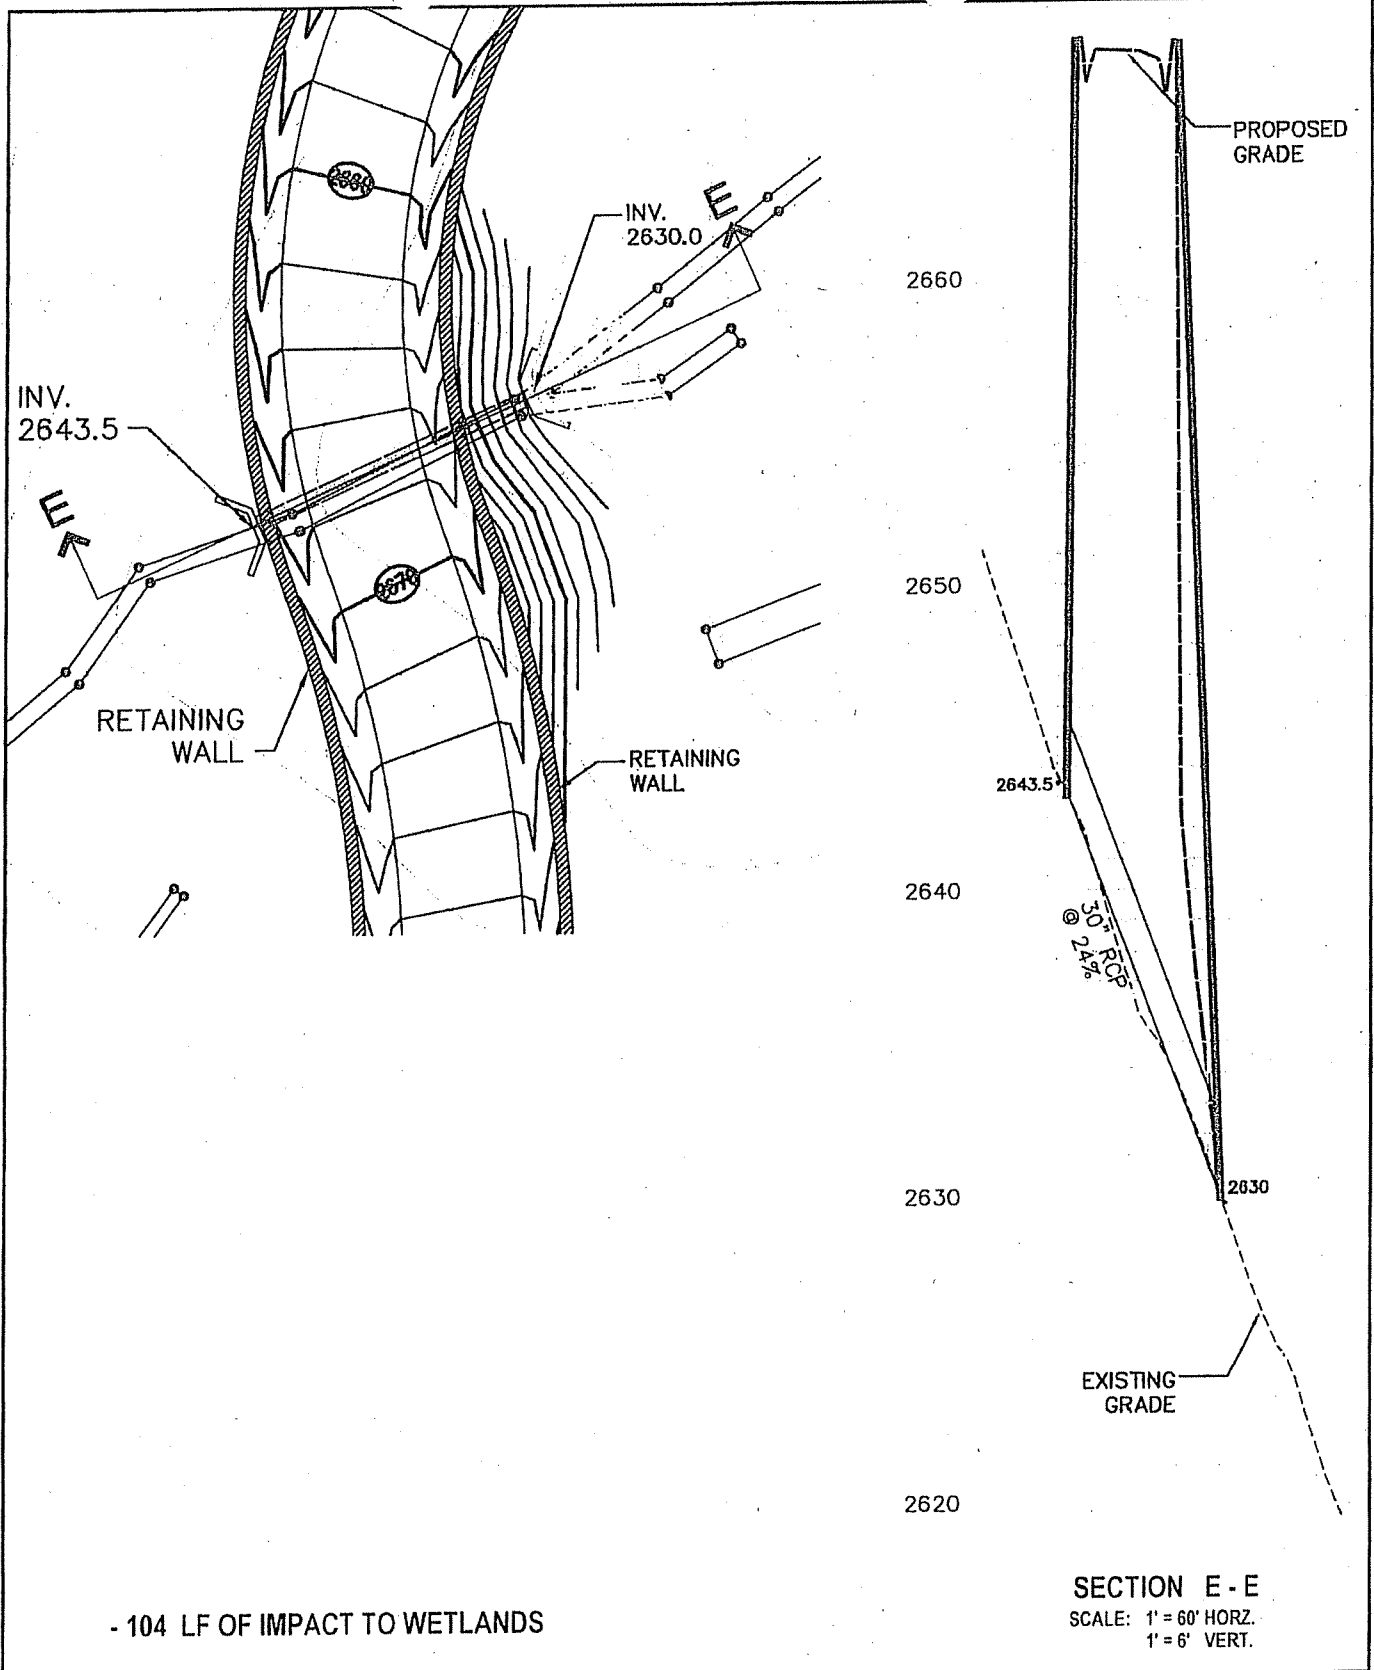 2880
E
INV.
2630.0
INV.
2643.5
E
2670
RETAINING
WALL
RETAINING
WALL
PROPOSED
GRADE
2660
2650
2643.5
2640
30" RCP
@ 24%
2630
2630
EXISTING
GRADE
2620
SECTION E - E
SCALE: 1' = 60' HORZ.
1' = 6' VERT.
- 104 LF OF IMPACT TO WETLANDS